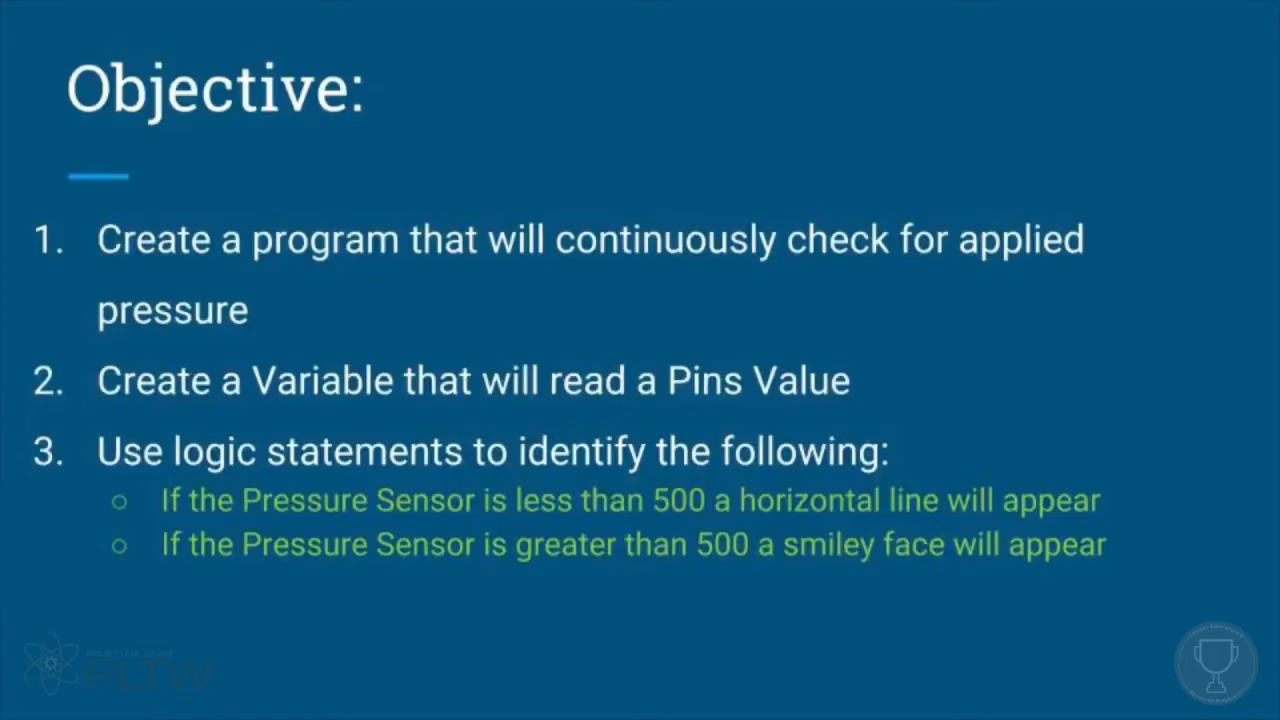 Objective:
1. Create a program that will continuously check for applied
pressure
2. Create a Variable that will read a Pins Value
3. Use logic statements to identify the following:
○ If the Pressure Sensor is less than 500 a horizontal line will appear
○ If the Pressure Sensor is greater than 500 a smiley face will appear
PLTW